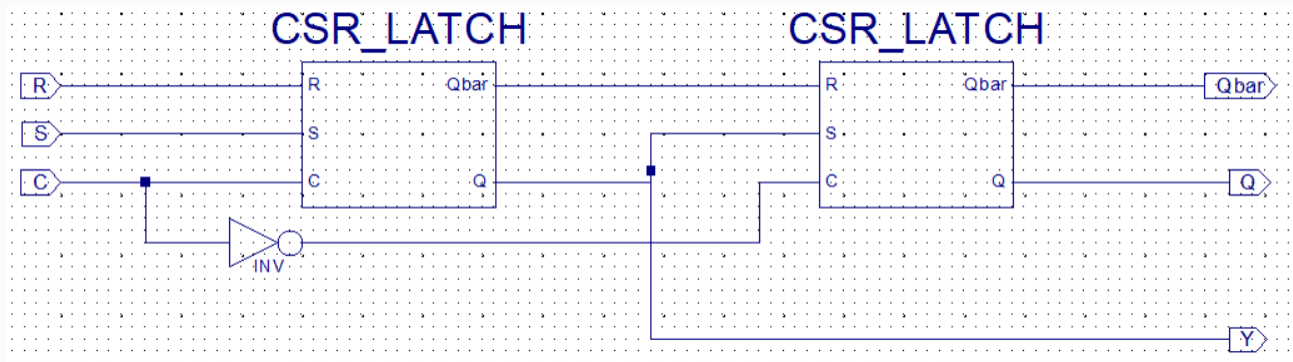 CSR_LATCH CSR_LATCH
R R Qbar R Qbar Qbar
S S S
C C Q C Q Q
INV
Y